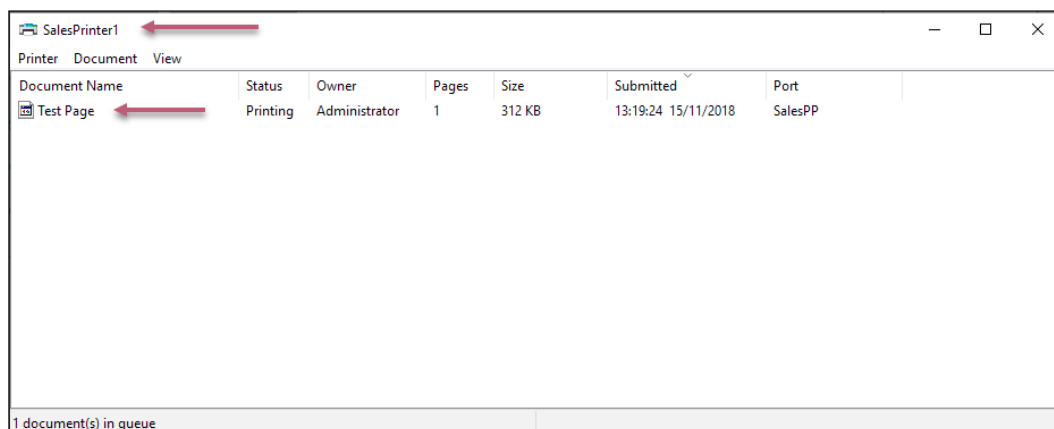 SalesPrinter1
Printer Document View
Document Name Status Owner Pages Size Submitted Port
Test Page Printing Administrator 1 312 KB 13:19:24 15/11/2018 SalesPP
1 document(s) in queue